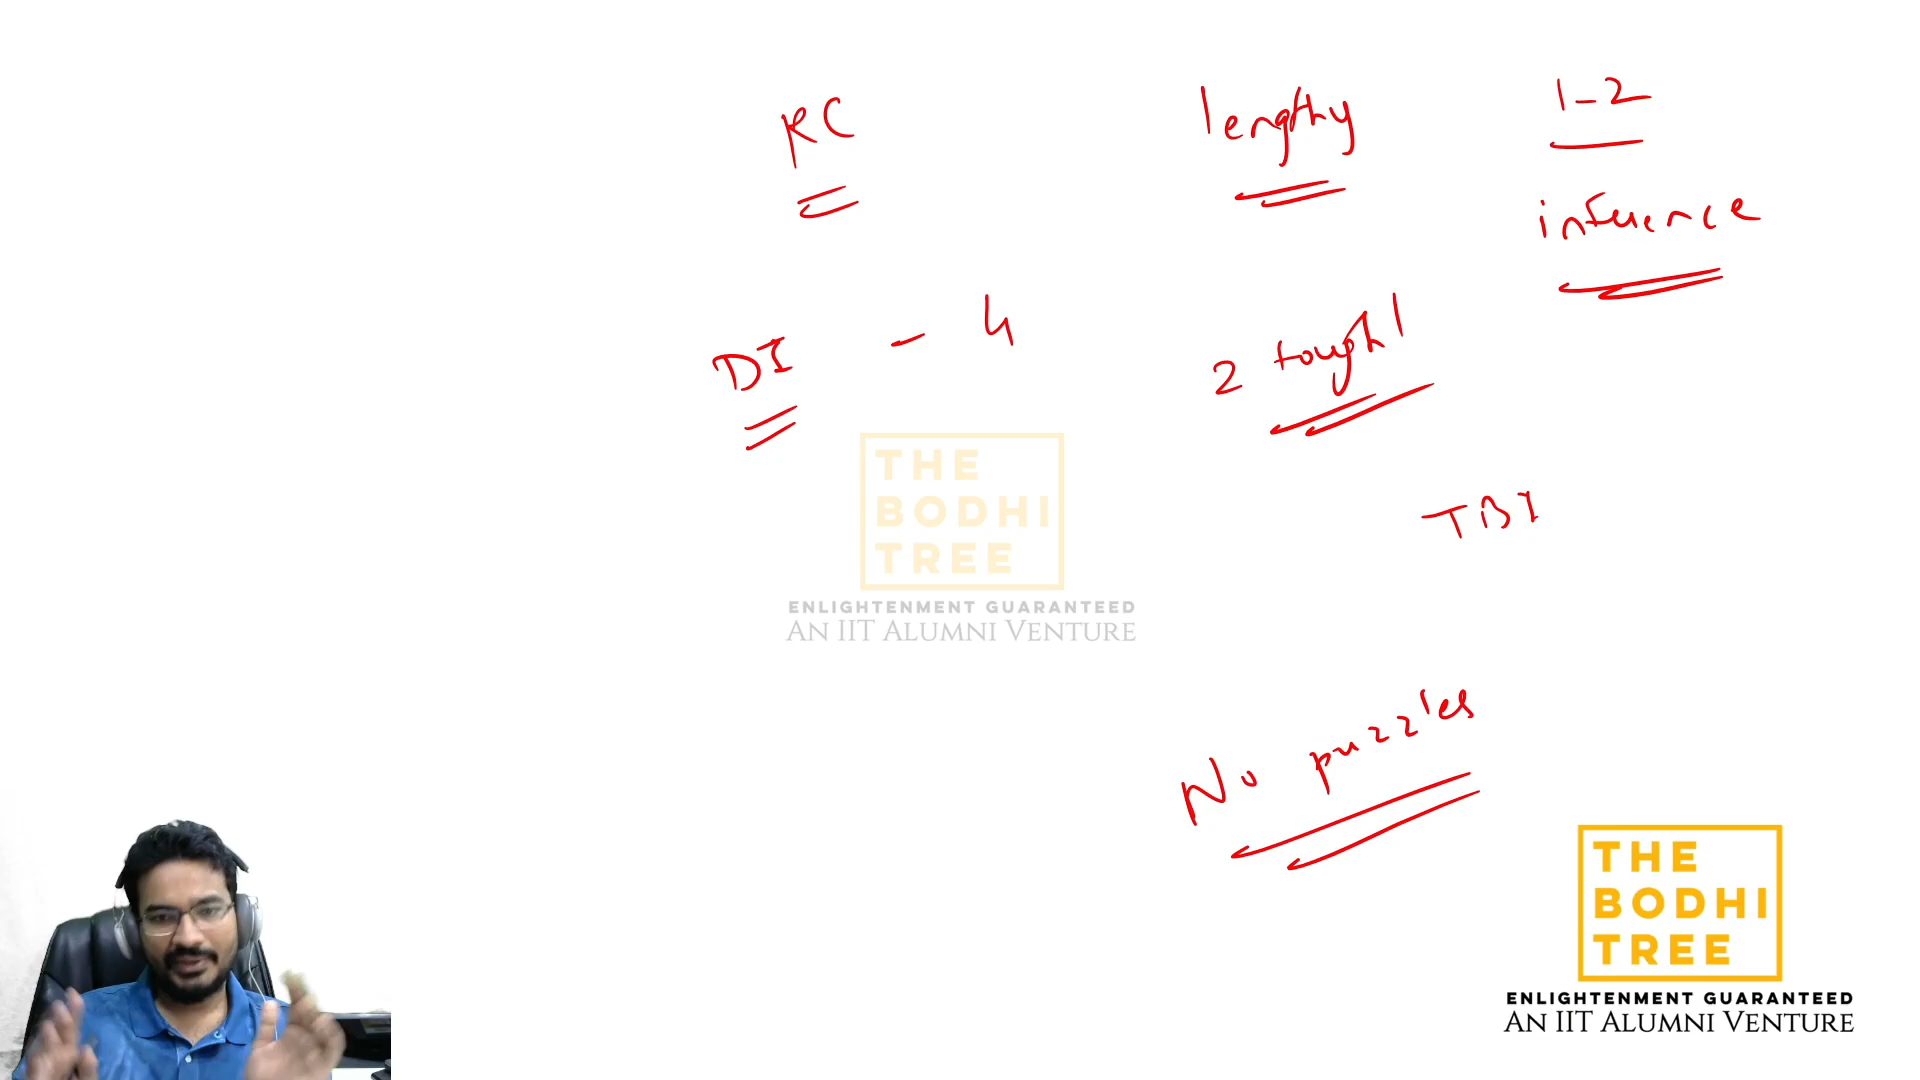 RC lengthy 1-2
inference
DI - 4 2 tough!
TBI
No puzzles
THE
BODHI
TREE
ENLIGHTENMENT GUARANTEED
AN IIT ALUMNI VENTURE
THE
BODHI
TREE
ENLIGHTENMENT GUARANTEED
AN IIT ALUMNI VENTURE